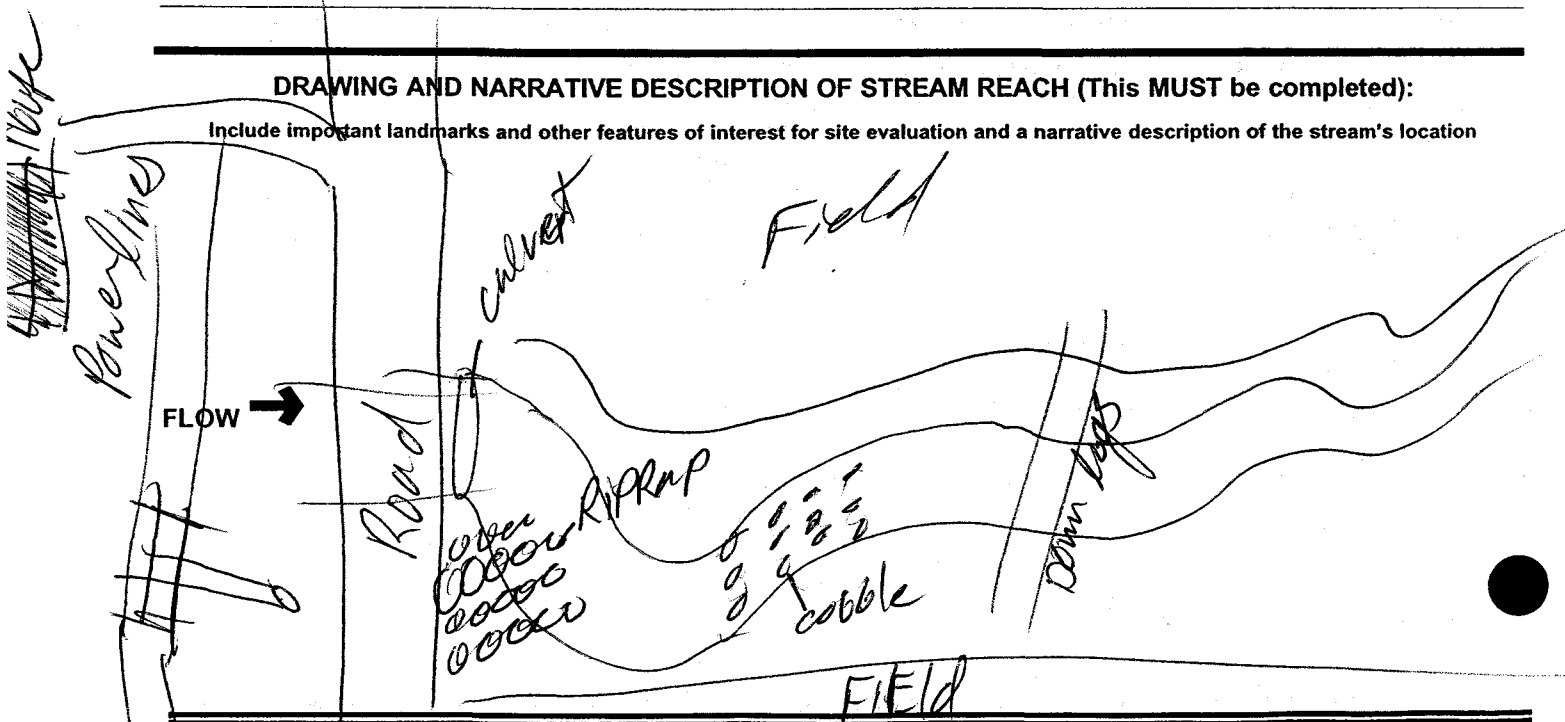 DRAWING AND NARRATIVE DESCRIPTION OF STREAM REACH (This MUST be completed):
Include important landmarks and other features of interest for site evaluation and a narrative description of the stream's location
Powerlines
culvert
Field
FLOW
Road
RipRap
Down logs
cobble
FIEld